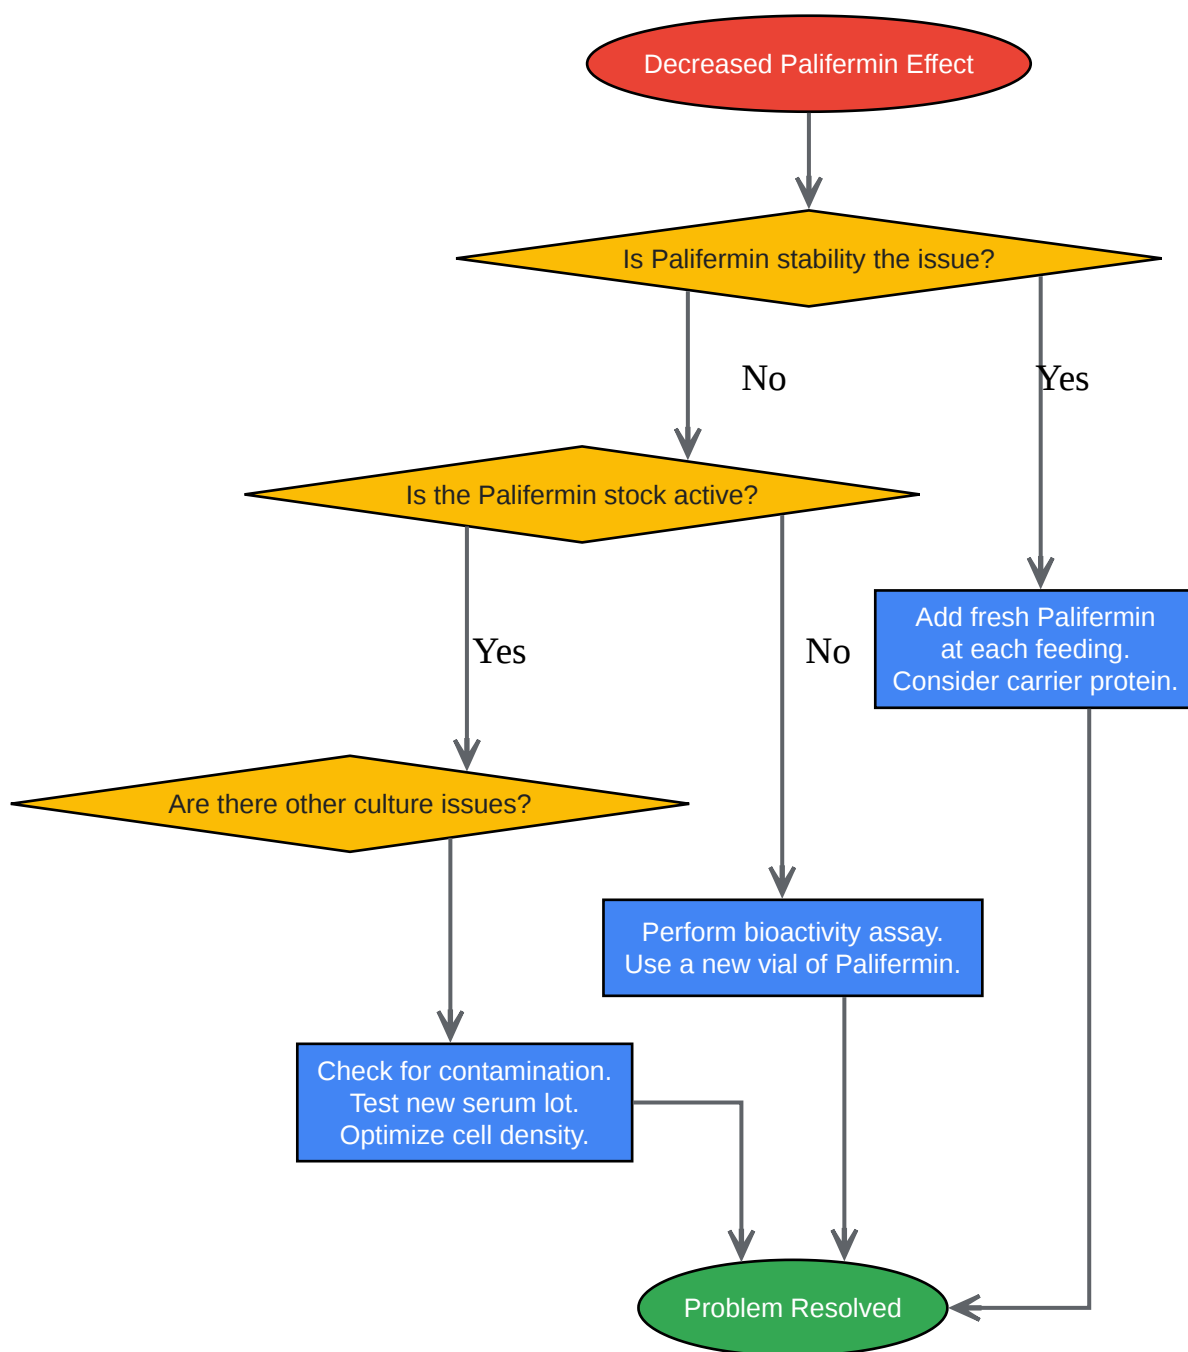 Decreased Palifermin Effect
Is Palifermin stability the issue?
No
Yes
Is the Palifermin stock active?
Add fresh Palifermin
at each feeding.
Consider carrier protein.
Yes
No
Are there other culture issues?
Perform bioactivity assay.
Use a new vial of Palifermin.
Check for contamination.
Test new serum lot.
Optimize cell density.
Problem Resolved